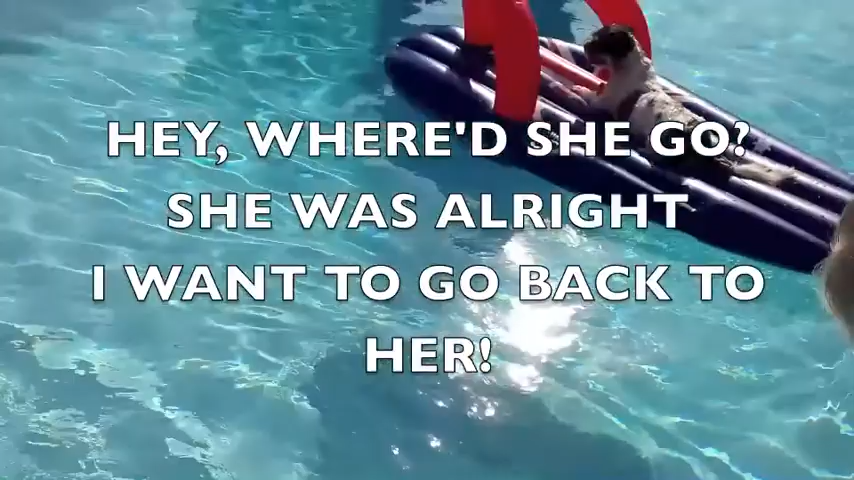 HEY, WHERE'D SHE GO?
SHE WAS ALRIGHT
I WANT TO GO BACK TO
HER!